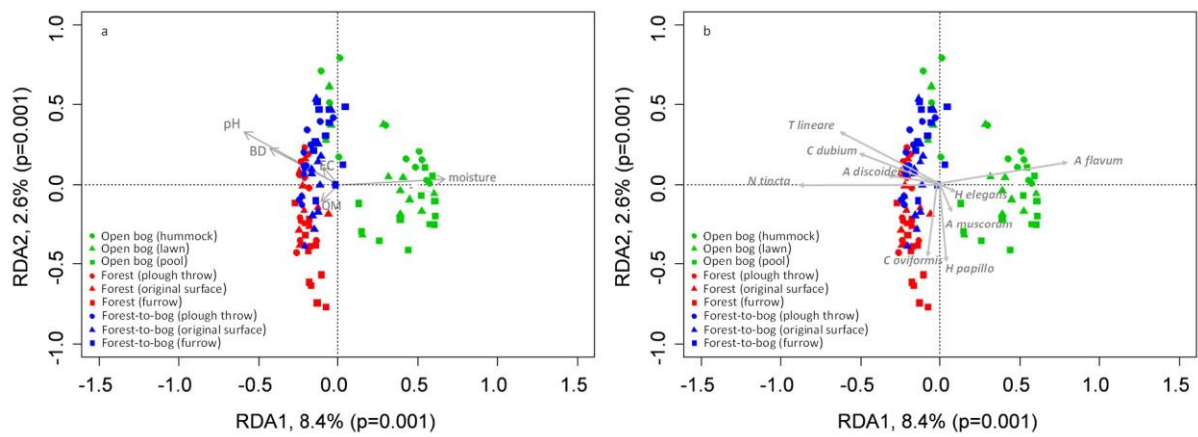 a
1.0
0.5
0.0
-0.5
-1.0
RDA2, 2.6% (p=0.001)
pH
BD
EC
OM
moisture
Open bog (hummock)
Open bog (lawn)
Open bog (pool)
Forest (plough throw)
Forest (original surface)
Forest (furrow)
Forest-to-bog (plough throw)
Forest-to-bog (original surface)
Forest-to-bog (furrow)
-1.5 -1.0 -0.5 0.0 0.5 1.0 1.5
RDA1, 8.4% (p=0.001)
b
1.0
0.5
0.0
-0.5
-1.0
RDA2, 2.6% (p=0.001)
T lineare
C dubium
A discoides
N tincta
A flavum
H elegans
A muscorum
C oviformis
H papilio
Open bog (hummock)
Open bog (lawn)
Open bog (pool)
Forest (plough throw)
Forest (original surface)
Forest (furrow)
Forest-to-bog (plough throw)
Forest-to-bog (original surface)
Forest-to-bog (furrow)
-1.5 -1.0 -0.5 0.0 0.5 1.0 1.5
RDA1, 8.4% (p=0.001)